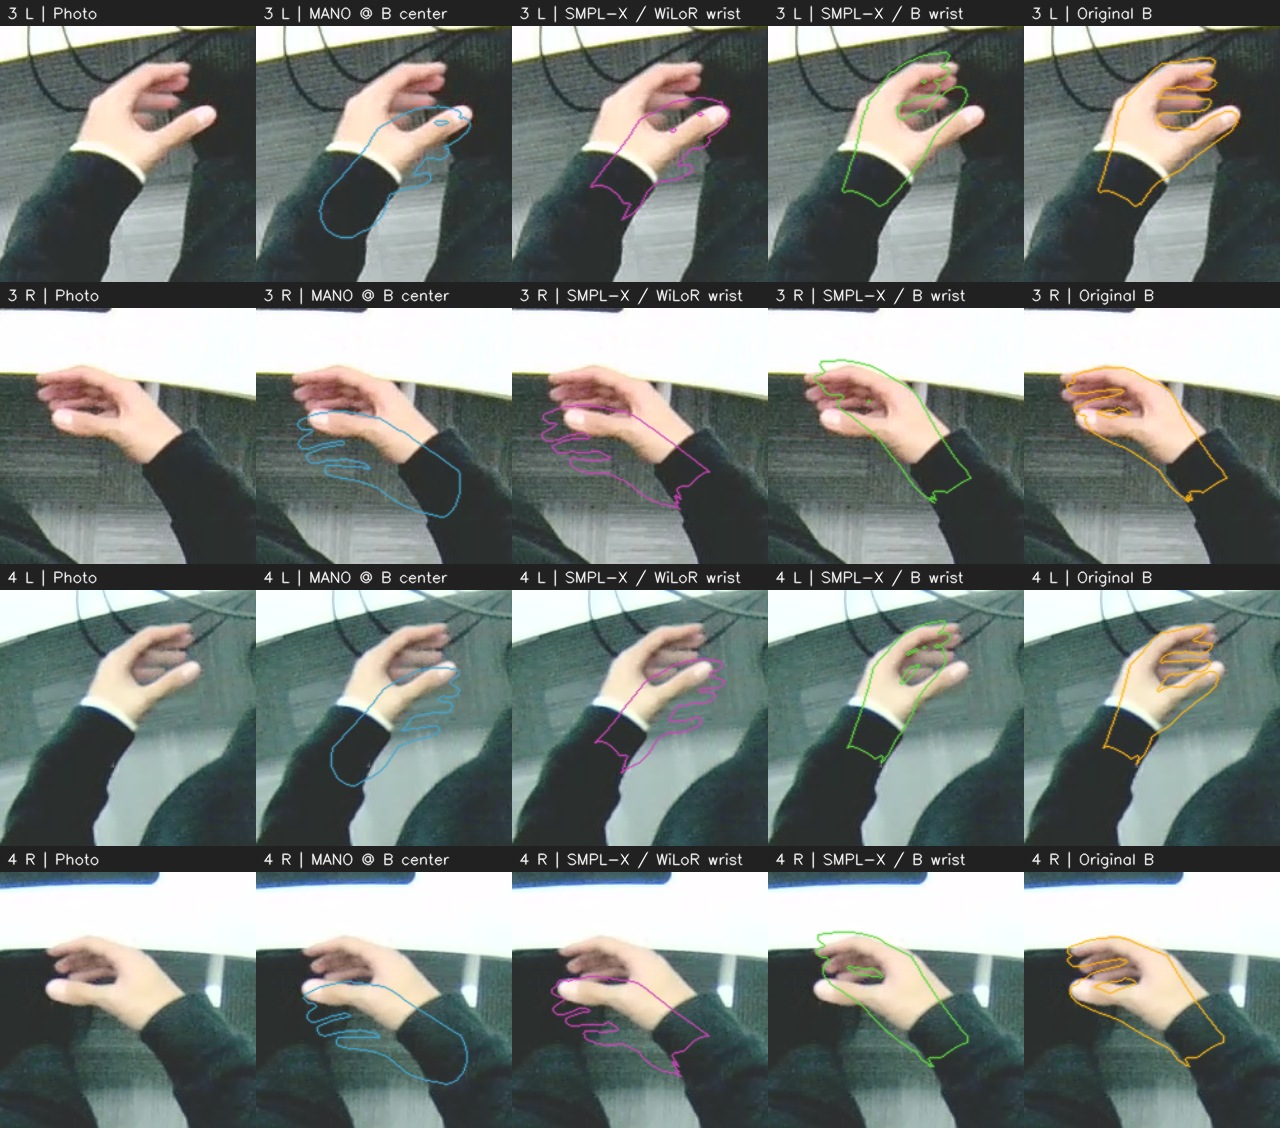 3 L | Photo
3 L | MANO @ B center
3 L | SMPL-X / WiLoR wrist
3 L | SMPL-X / B wrist
3 L | Original B
3 R | Photo
3 R | MANO @ B center
3 R | SMPL-X / WiLoR wrist
3 R | SMPL-X / B wrist
3 R | Original B
4 L | Photo
4 L | MANO @ B center
4 L | SMPL-X / WiLoR wrist
4 L | SMPL-X / B wrist
4 L | Original B
4 R | Photo
4 R | MANO @ B center
4 R | SMPL-X / WiLoR wrist
4 R | SMPL-X / B wrist
4 R | Original B